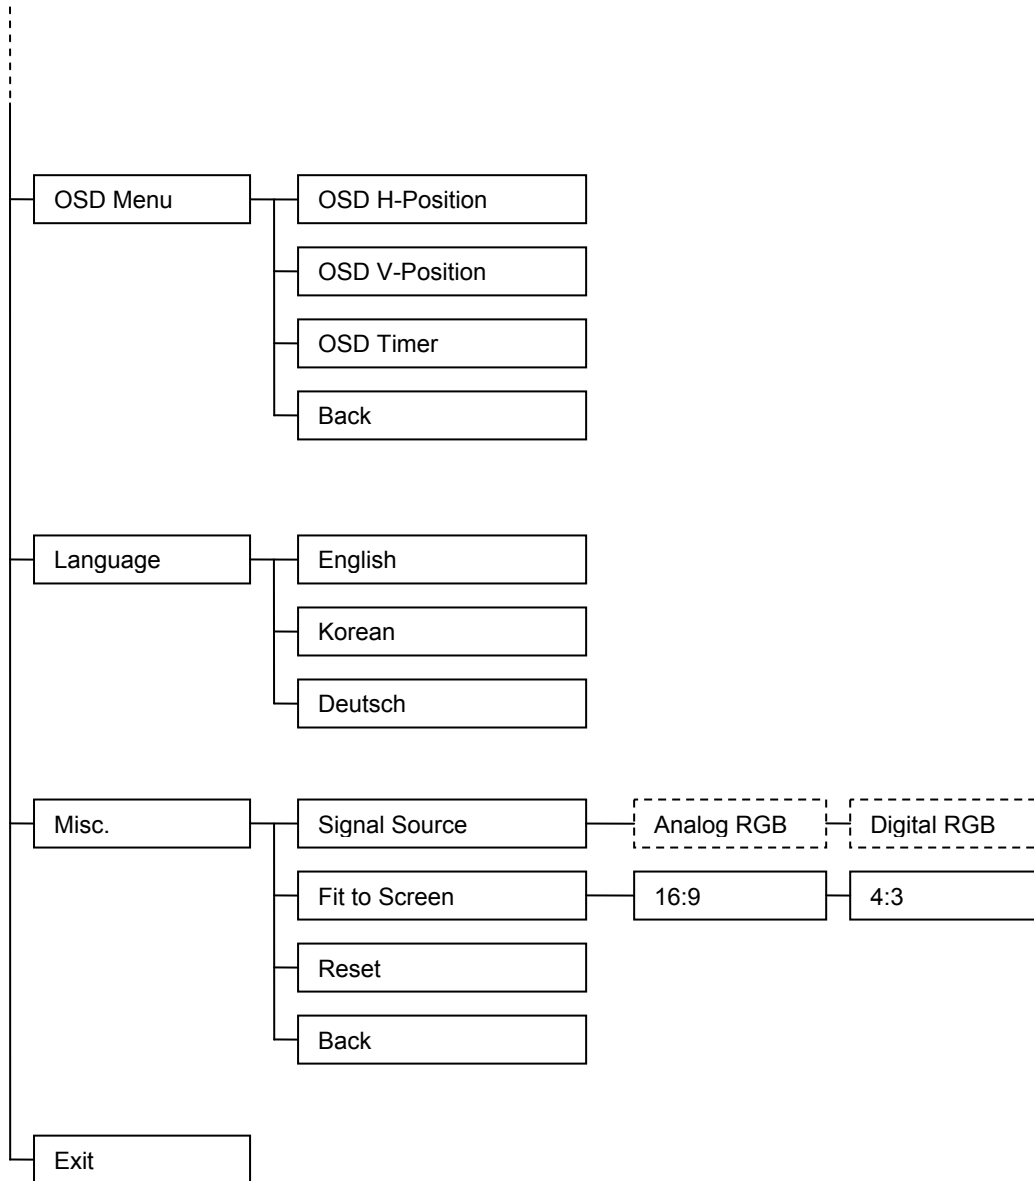 OSD Menu
OSD H-Position
OSD V-Position
OSD Timer
Back
Language
English
Korean
Deutsch
Misc.
Signal Source
Analog RGB
Digital RGB
Fit to Screen
16:9
4:3
Reset
Back
Exit